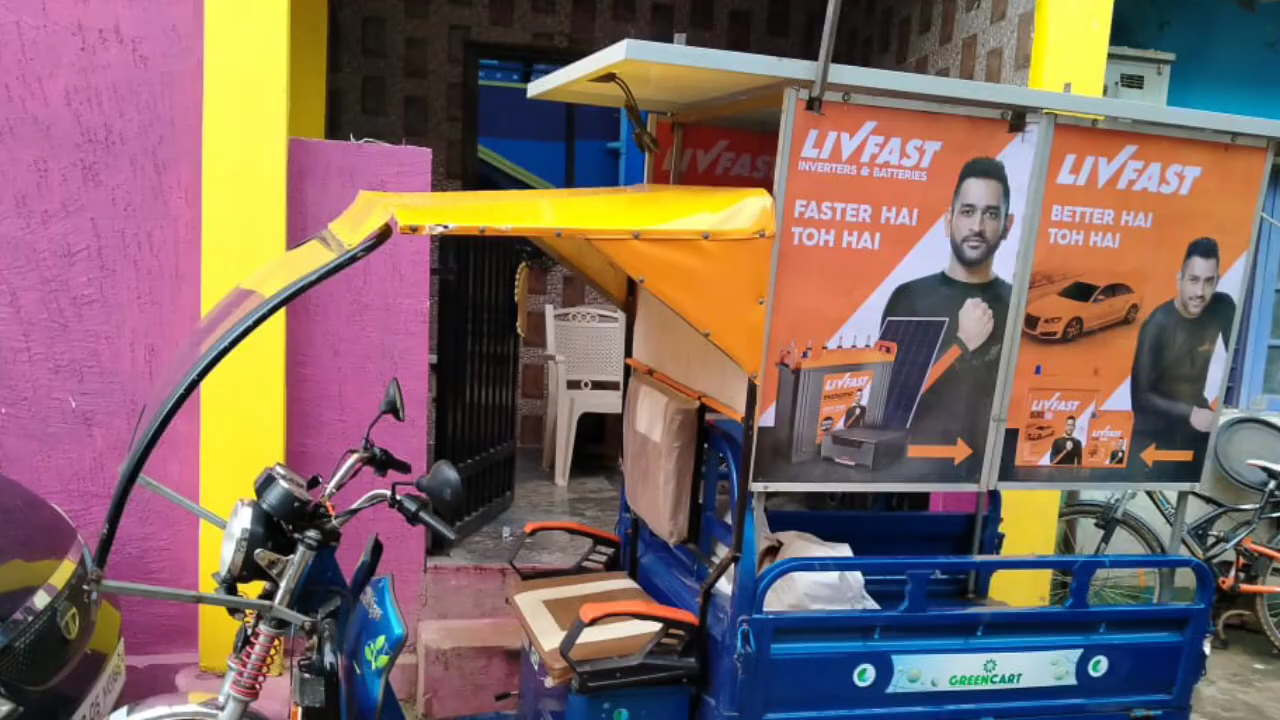 LIVFAST
LIVFAST
INVERTERS & BATTERIES
FASTER HAI
TOH HAI
LIVFAST
LIVFAST
BETTER HAI
TOH HAI
LIVFAST
LIVFAST
GREENCART